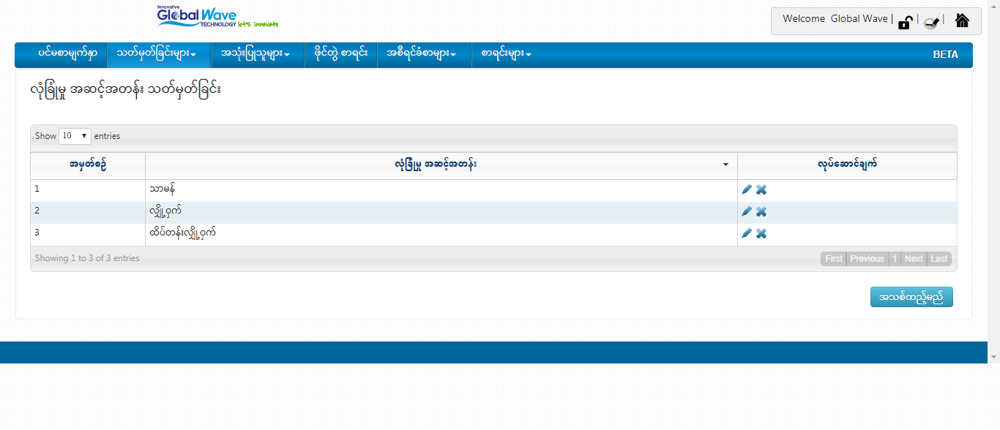 Innovative
Global Wave
TECHNOLOGY let's innovate
Welcome Global Wave | | |
ပင်မစာမျက်နှာ သတ်မှတ်ခြင်းများ အသုံးပြုသူများ ဖိုင်တွဲ စာရင်း အစီရင်ခံစာများ စာရင်းများ BETA
လုံခြုံမှု အဆင့်အတန်း သတ်မှတ်ခြင်း
Show 10 entries
အမှတ်စဉ် လုံခြုံမှု အဆင့်အတန်း လုပ်ဆောင်ချက်
1 သာမန်
2 လျှို့ဝှက်
3 ထိပ်တန်းလျှို့ဝှက်
Showing 1 to 3 of 3 entries First Previous 1 Next Last
အသစ်ထည့်မည်